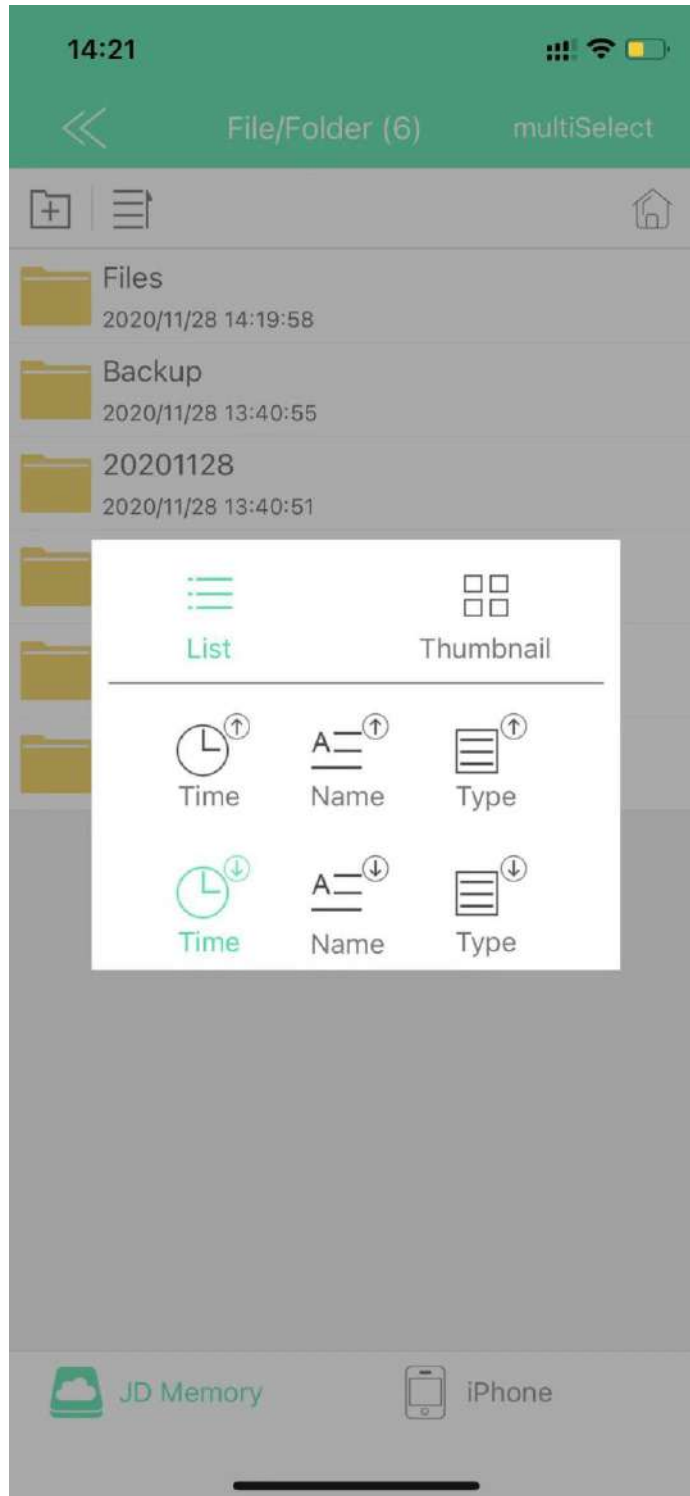 14:21
File/Folder (6) multiSelect
Files
2020/11/28 14:19:58
Backup
2020/11/28 13:40:55
20201128
2020/11/28 13:40:51
List Thumbnail
Time Name Type
Time Name Type
JD Memory iPhone